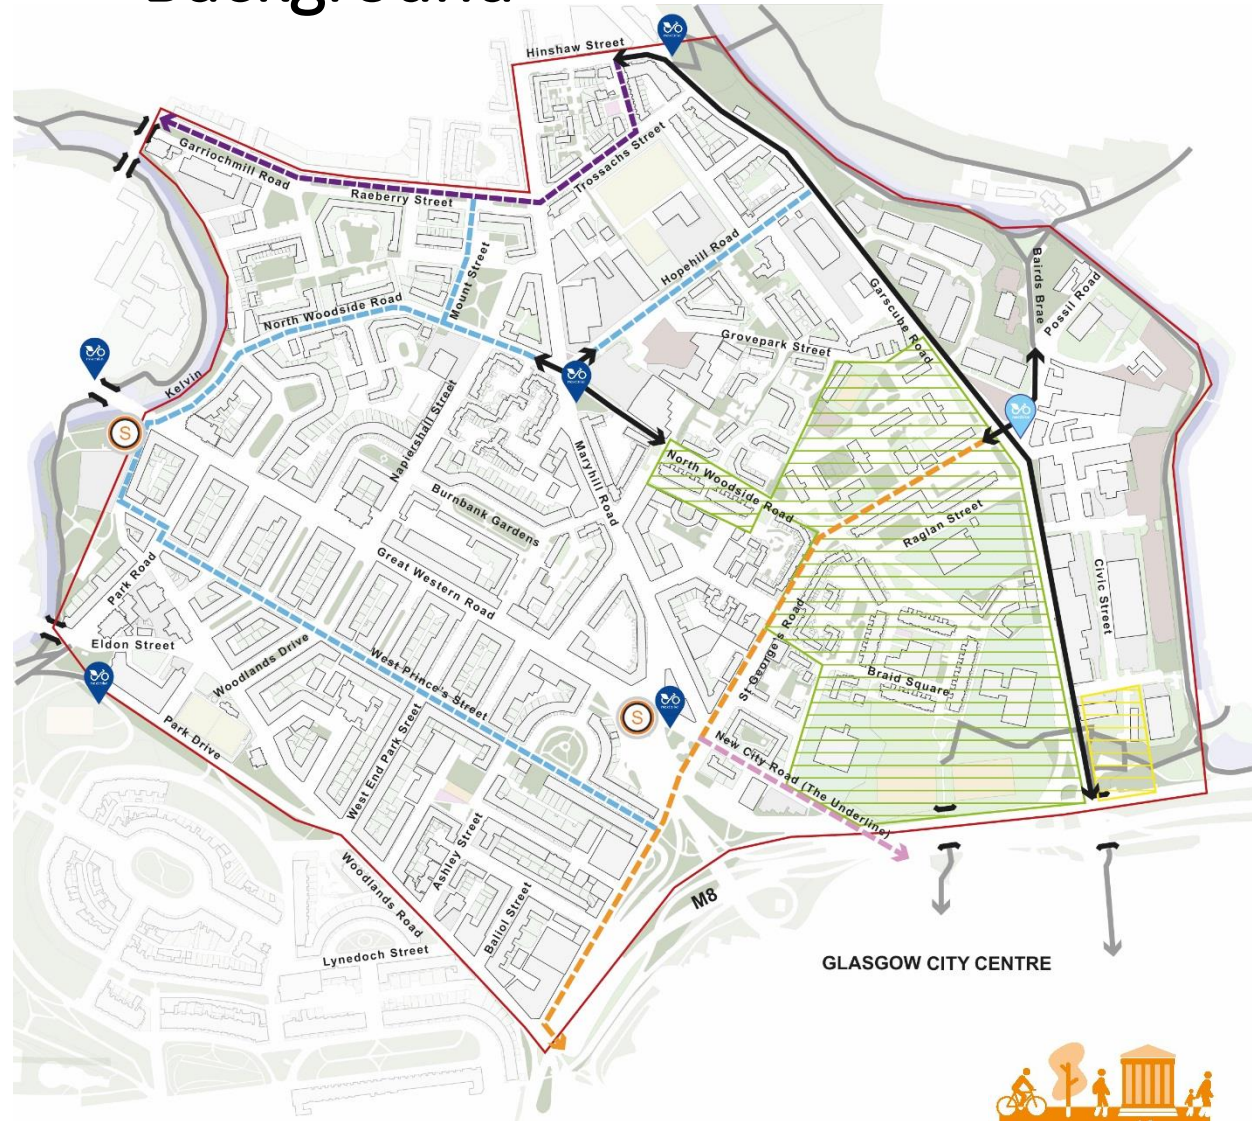 Background
Hinshaw Street
Garriochmill Road
Raeberry Street
Trossachs Street
Mount Street
Hopehill Road
North Woodside Road
Garscube Road
Bairds Brae
Possil Road
Grovepark Street
Kelvin
S
Napiershall Street
Maryhill Road
North Woodside Road
Burnbank Gardens
Raglan Street
Great Western Road
Park Road
Civic Street
Eldon Street
Woodlands Drive
St George's Road
West Prince's Street
Braid Square
S
Park Drive
West End Park Sreet
New City Road (The Underline)
Ashley Street
Woodlands Road
Baliol Street
M8
Lynedoch Street
GLASGOW CITY CENTRE